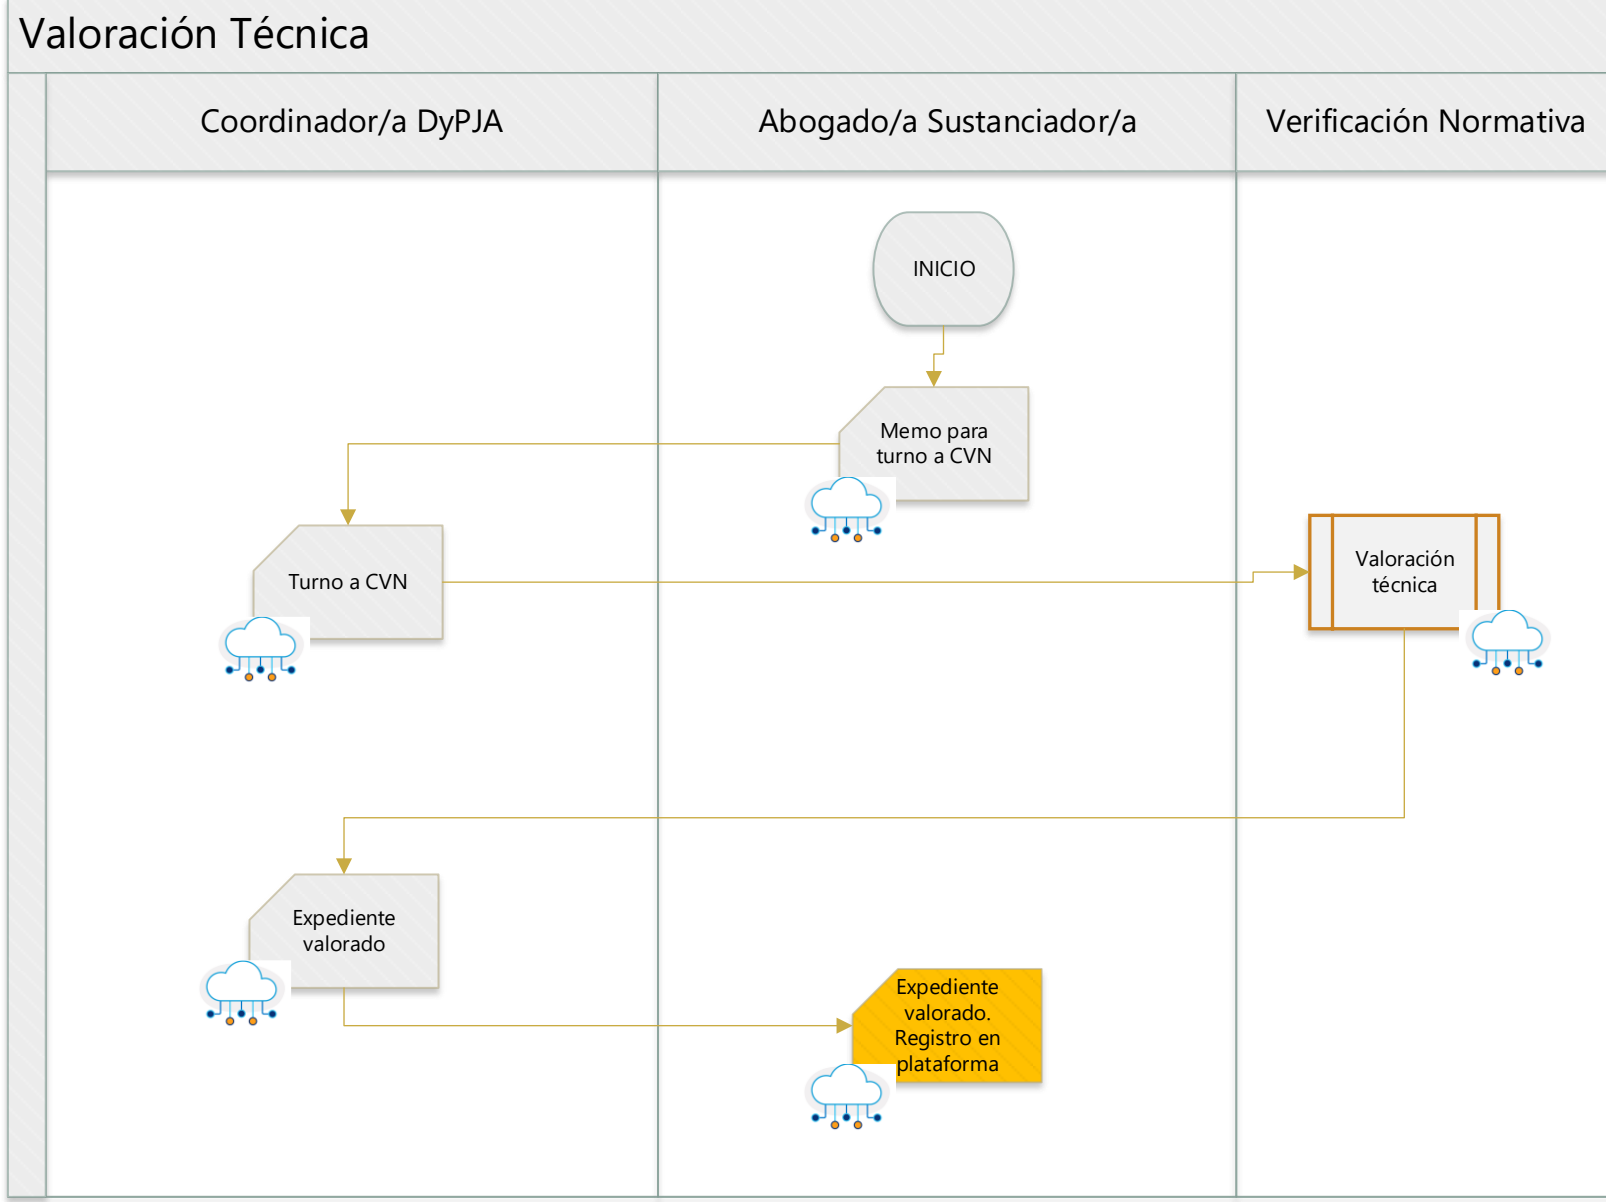 Valoración Técnica
Coordinador/a DyPJA
Abogado/a Sustanciador/a
Verificación Normativa
INICIO
Memo para
turno a CVN
Turno a CVN
Valoración
técnica
Expediente
valorado
Expediente
valorado.
Registro en
plataforma